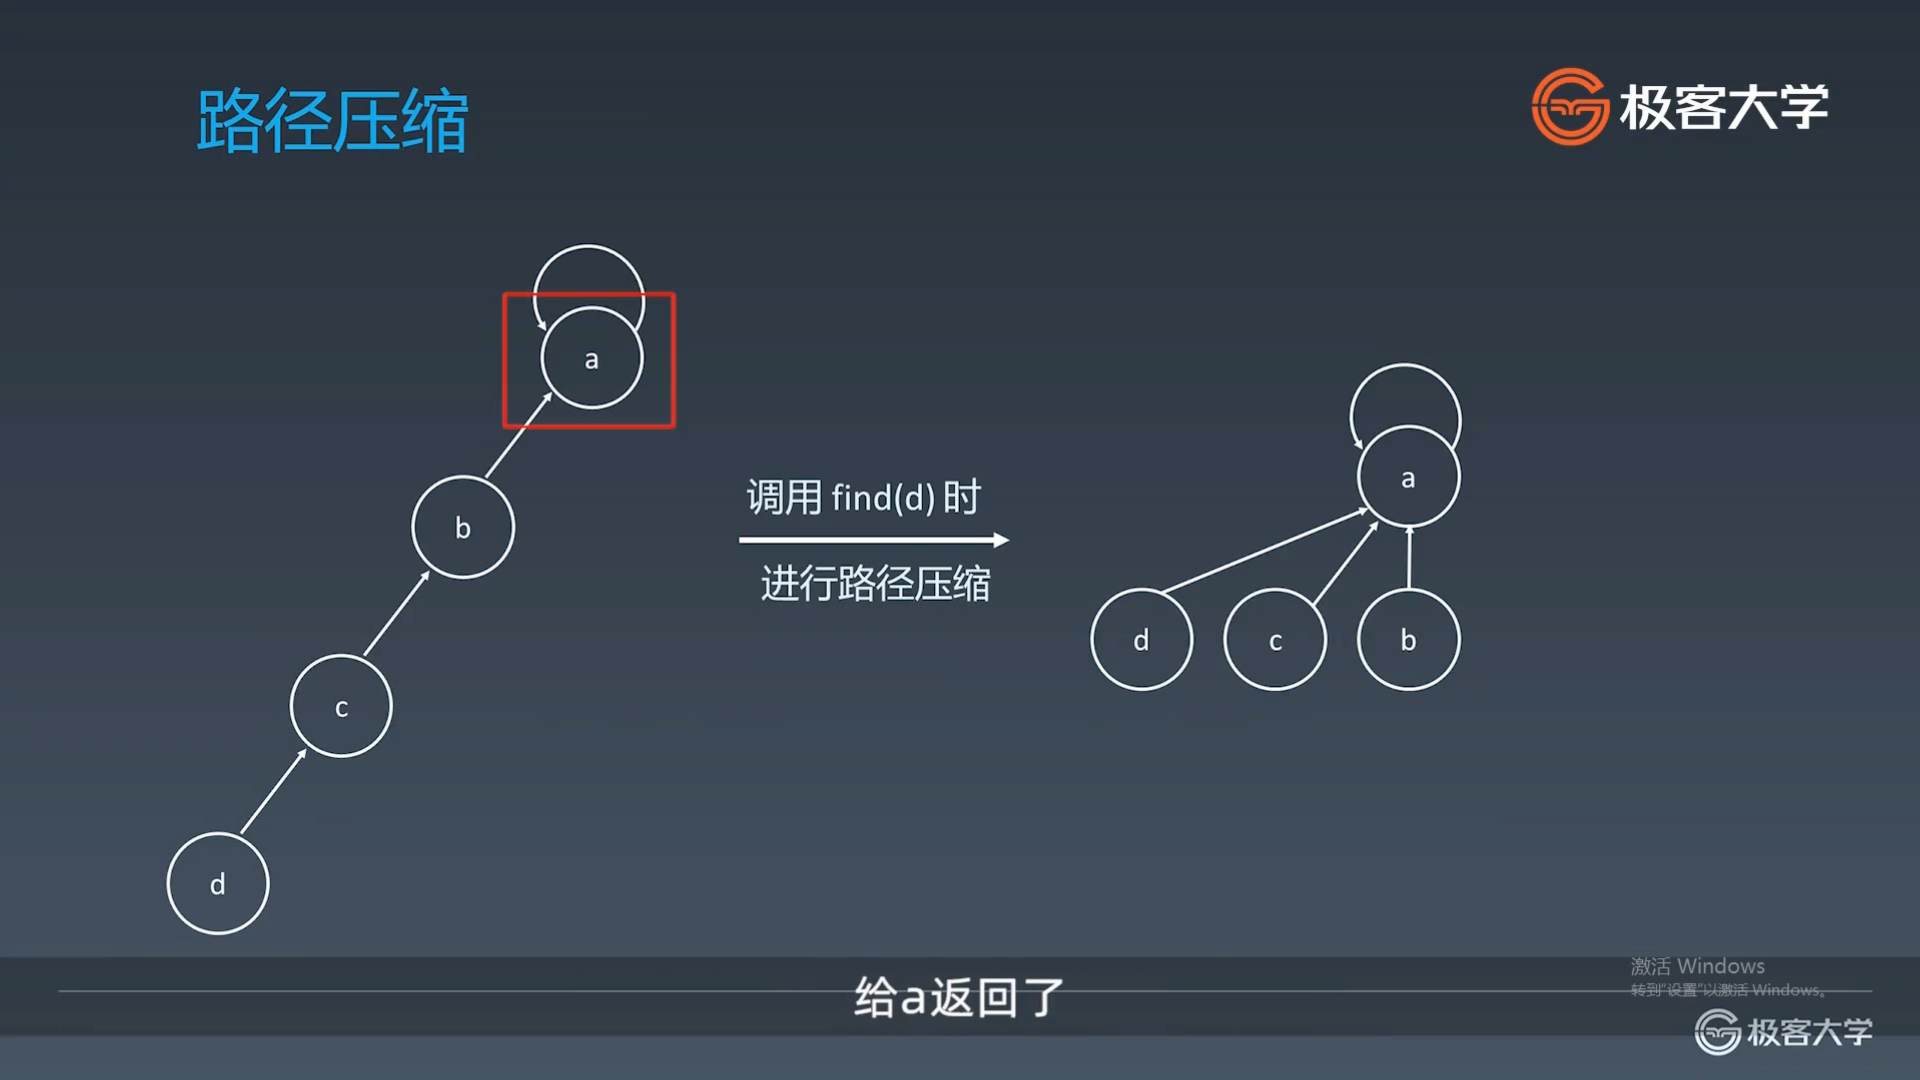 路径压缩
极客大学
a
b
c
d
调用 find(d) 时
进行路径压缩
a
d
c
b
给a返回了
激活 Windows
转到“设置”以激活 Windows。
极客大学